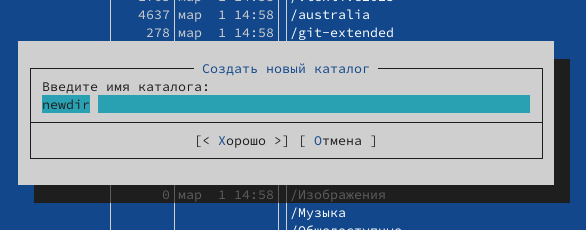 4637 мар 1 14:58 /australia
278 мар 1 14:58 /git-extended
Создать новый каталог
Введите имя каталога:
newdir
[< Хорошо >] [ Отмена ]
0 мар 1 14:58 /Изображения
/Музыка